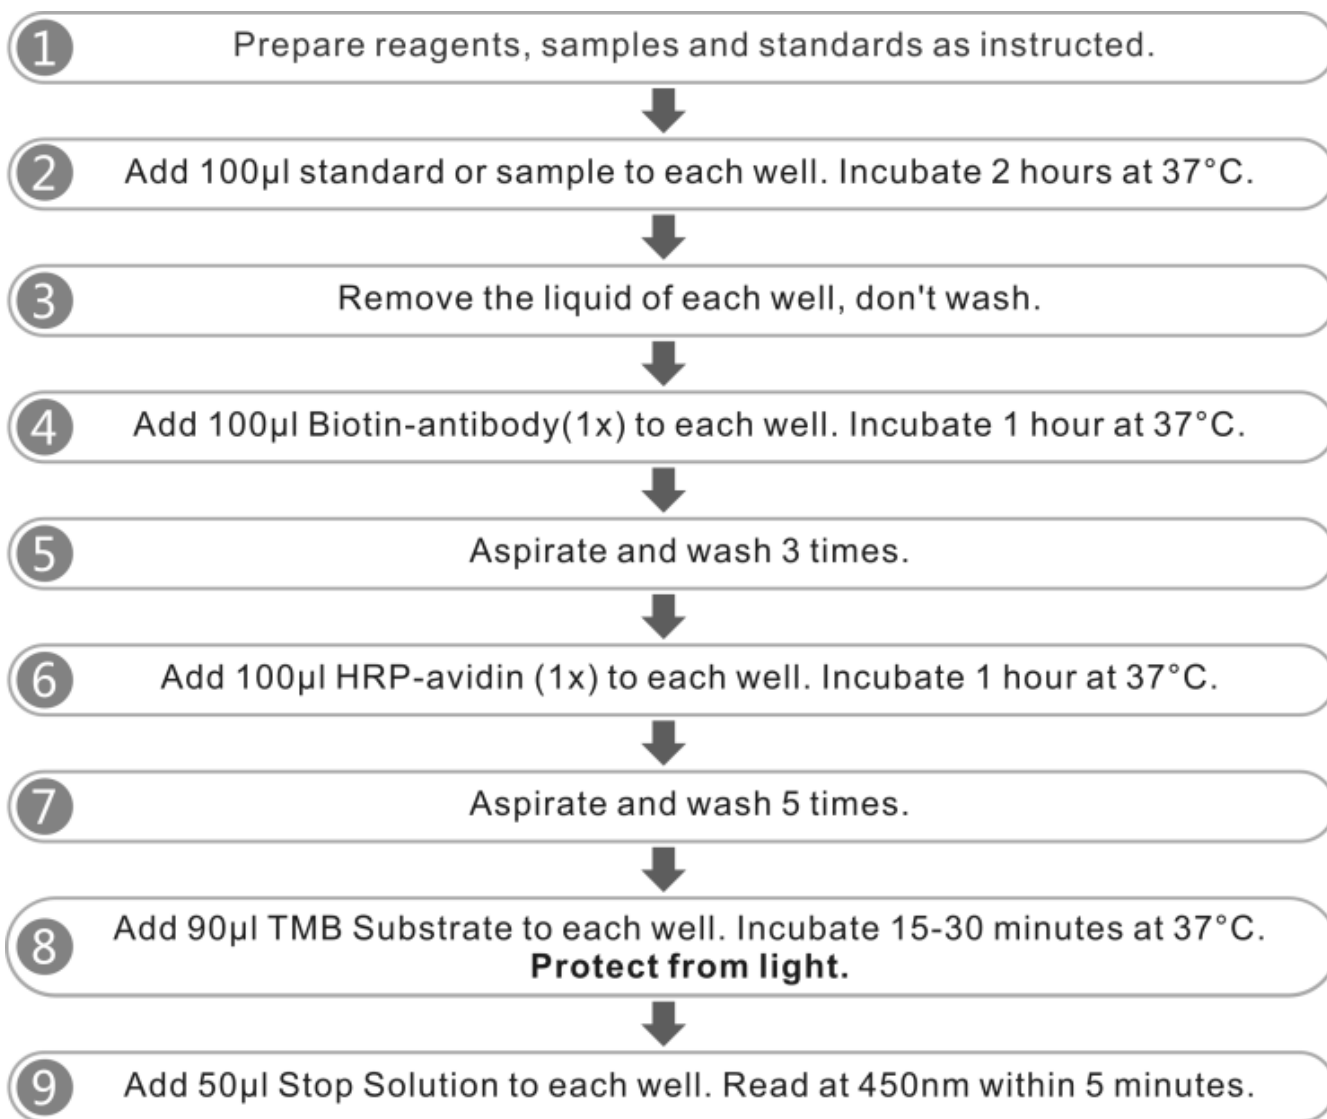 1 Prepare reagents, samples and standards as instructed.
2 Add 100µl standard or sample to each well. Incubate 2 hours at 37°C.
3 Remove the liquid of each well, don't wash.
4 Add 100µl Biotin-antibody(1x) to each well. Incubate 1 hour at 37°C.
5 Aspirate and wash 3 times.
6 Add 100µl HRP-avidin (1x) to each well. Incubate 1 hour at 37°C.
7 Aspirate and wash 5 times.
8 Add 90µl TMB Substrate to each well. Incubate 15-30 minutes at 37°C.
Protect from light.
9 Add 50µl Stop Solution to each well. Read at 450nm within 5 minutes.